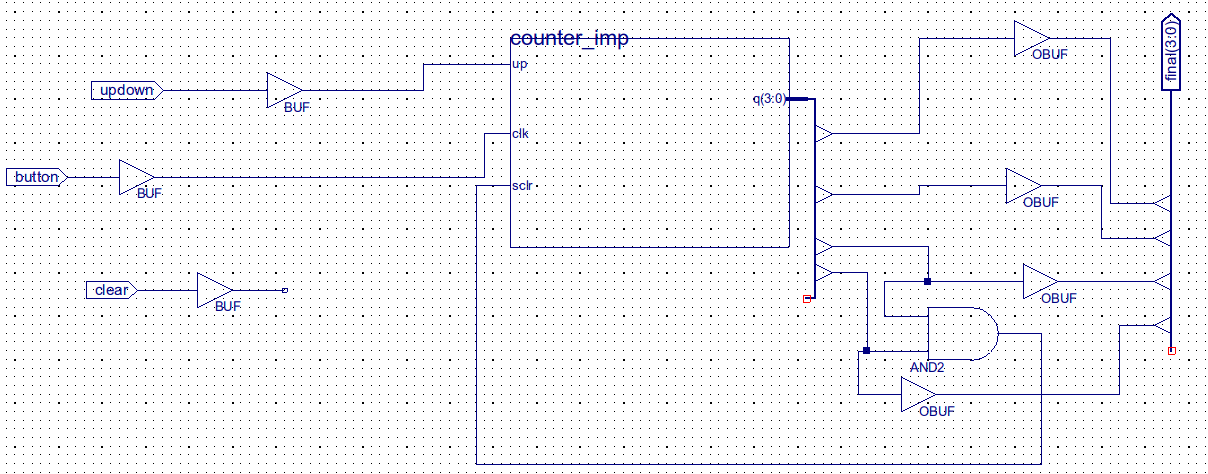 counter_imp
final(3:0)
OBUF
up
updown
BUF
q(3:0)
clk
button
BUF
sclr
OBUF
clear
BUF
OBUF
AND2
OBUF